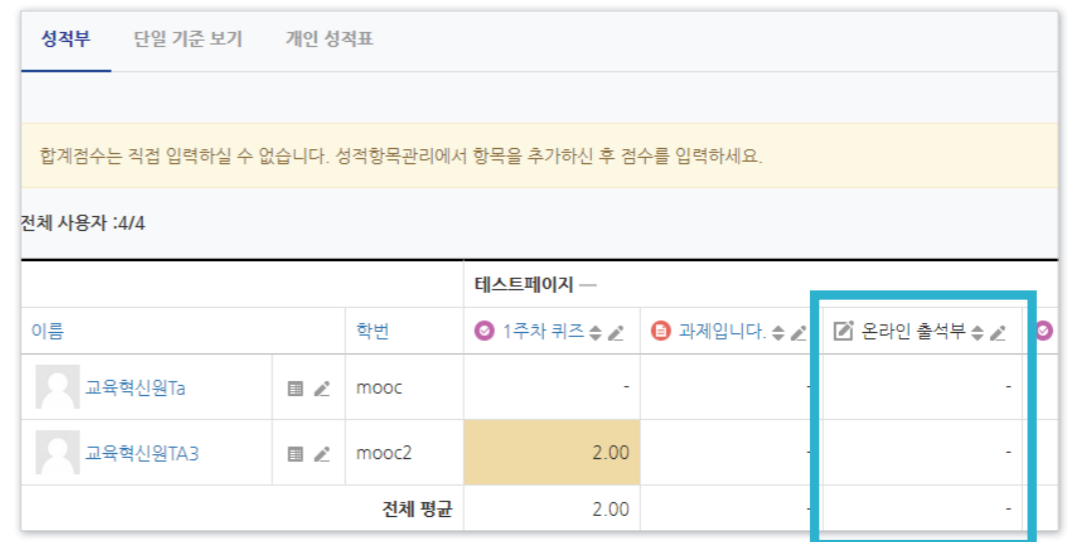 성적부 단일 기준 보기 개인 성적표
합계점수는 직접 입력하실 수 없습니다. 성적항목관리에서 항목을 추가하신 후 점수를 입력하세요.
전체 사용자 :4/4
테스트페이지 —
이름 학번 1주차 퀴즈 과제입니다. 온라인 출석부
교육혁신원Ta mooc - - -
교육혁신원TA3 mooc2 2.00 - -
전체 평균 2.00 - -